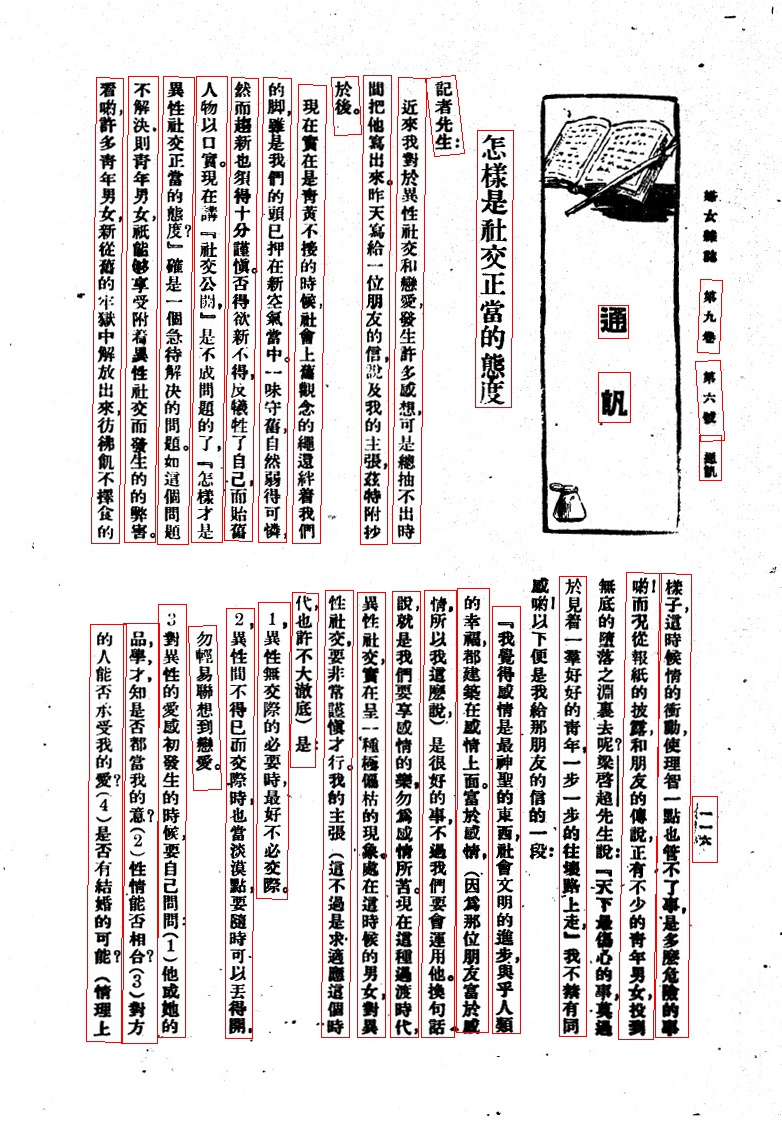 婦女雜誌
第九卷
第六號
通訊
通
訊
怎樣是社交正當的態度
記者先生：
近來我對於異性社交和戀愛，發生許多感想，可是總抽不出時
間把他寫出來。昨天寫給一位朋友的信，說及我的主張，茲特附抄
於後。
現在實在是靑黃不接的時候，社會上舊觀念的繩還絆着我們
的脚，雖是我們的頭已押在新空氣當中。一味守舊，自然弱得可憐，
然而趨新也須得十分謹愼。否得欲新不得，反犧牲了自己，而貽舊
人物以口實。現在講『社交公開』，是不成問題的了，『怎樣才是
異性社交正當的態度？』確是一個急待解決的問題。如這個問題
不解決，則靑年男女，祇能够享受附着異性社交而發生的的弊害。
看喲，許多靑年男女，新從舊的牢獄中解放出來，彷彿飢不擇食的
一一六
樣子，這時候情的衝動，使理智一點也管不了事，是多麼危險的事
喲！而況從報紙的披露，和朋友的傳說，正有不少的靑年男女，投到
無底的墮落之淵裏去呢？梁啓超先生說：『天下最傷心的事，莫過
於見着一羣好好的靑年，一步一步的往壞路上走。』我不禁有同
感喲！以下便是我給那朋友的信的一段：
『我覺得感情是最神聖的東西，社會文明的進步，與乎人類
的幸福，都建築在感情上面。富於感情，（因爲那位朋友富於感
情，所以我這麼說）是很好的事，不過我們要會運用他。換句話
說，就是我們要享感情的樂，勿爲感情所苦。現在這種過渡時代，
異性社交，實在呈一種極偏枯的現象。處在這時候的男女，對異
性社交，要非常謹愼才行。我的主張（這不過是求適應這個時
代，也許不大澈底）是：
1 異性無交際的必要時，最好不必交際。
2 異性間不得已而交際時，也當淡漠點，要隨時可以丟得開，
勿輕易聯想到戀愛。
3 對異性的愛感初發生的時候，要自己問問：（1）他或她的
品，學，才，知，是否都當我的意？（2）性情能否相合？（3）對方
的人能否承受我的愛？（4）是否有結婚的可能？（情理上